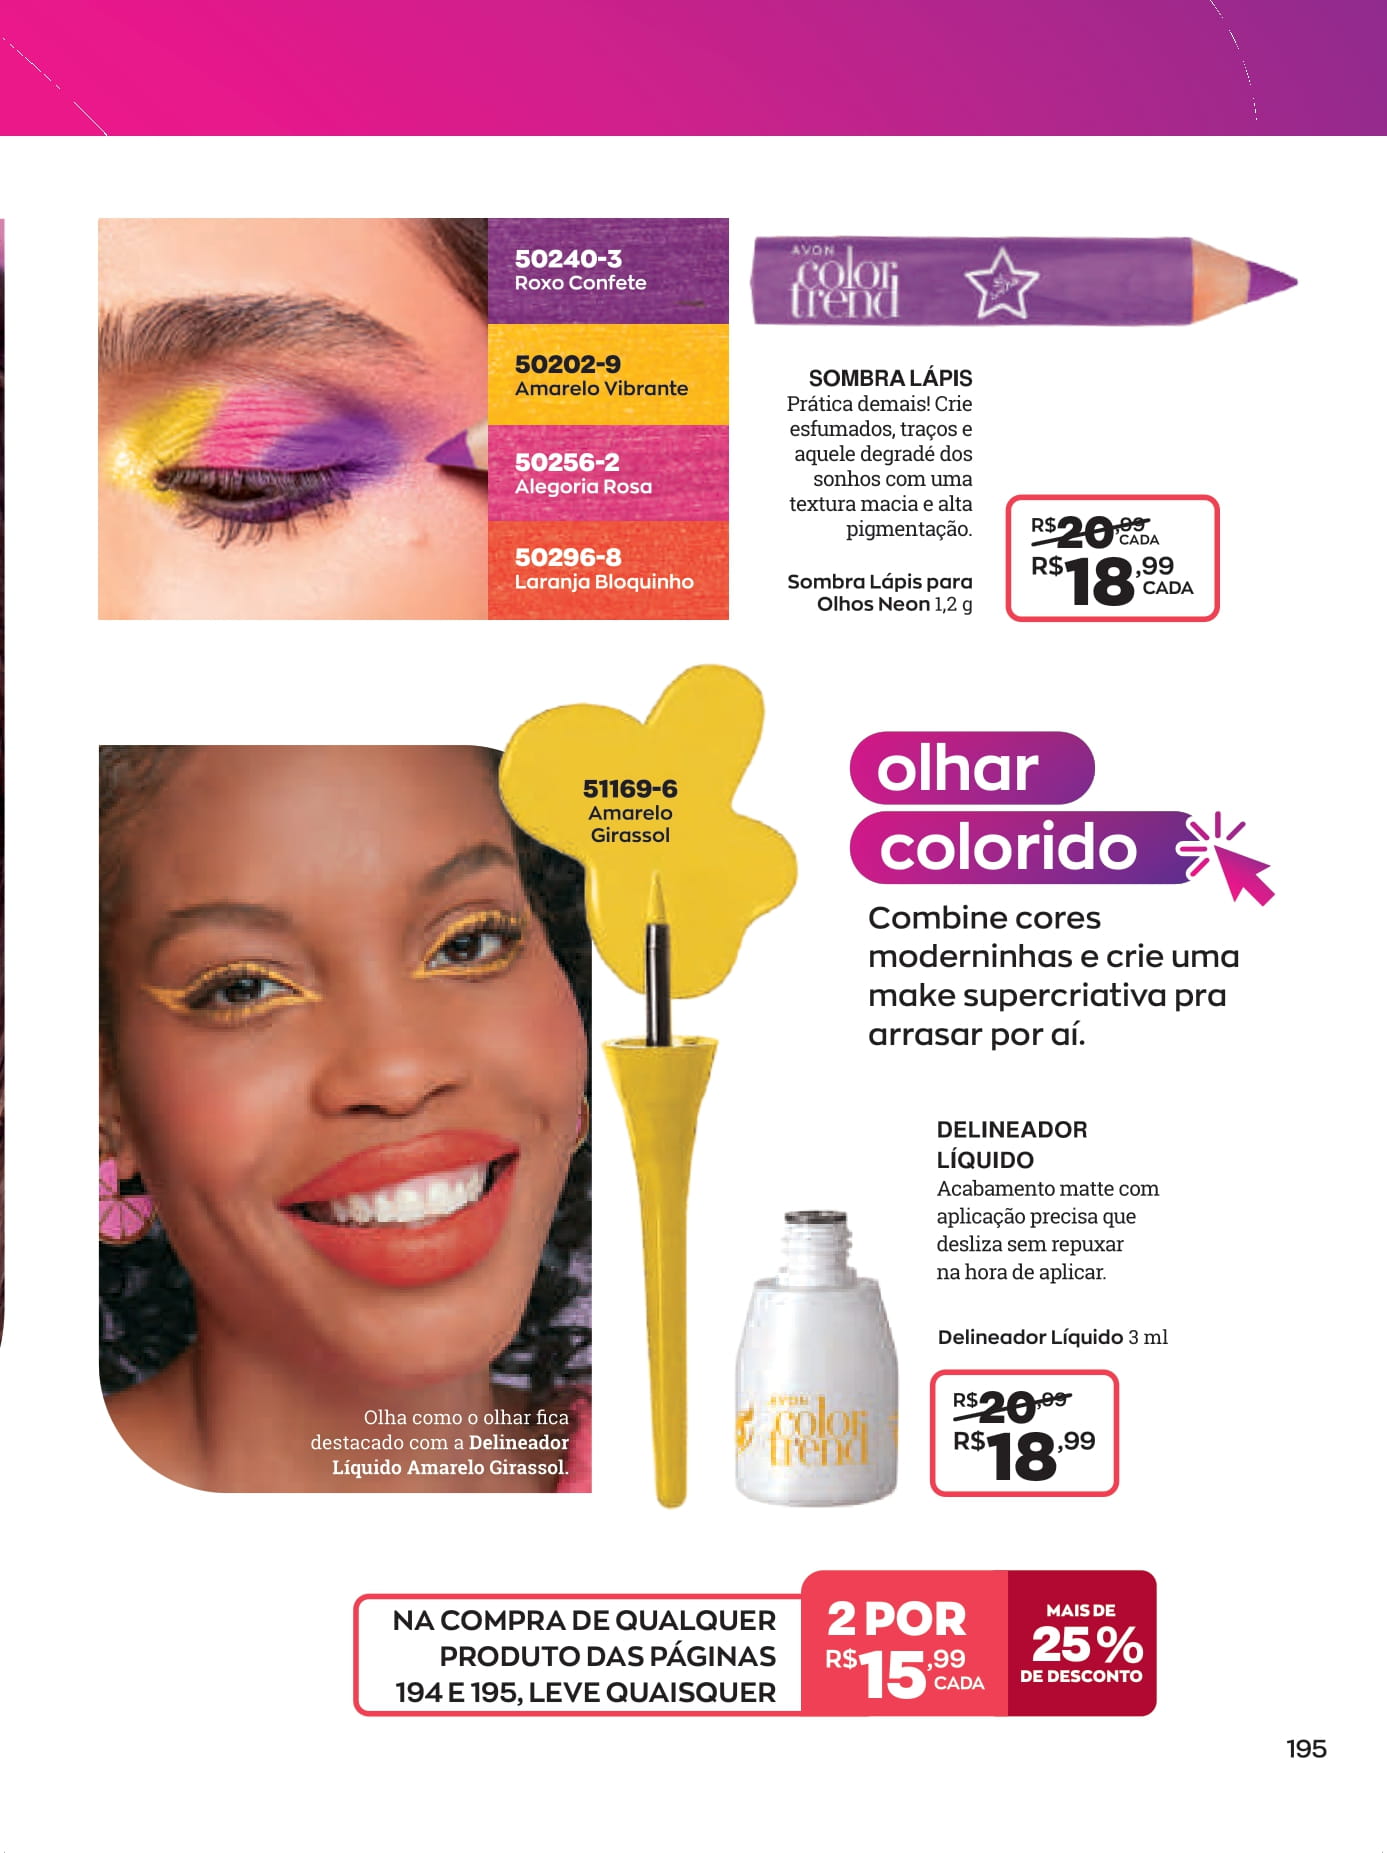 50240-3
Roxo Confete
50202-9
Amarelo Vibrante
50256-2
Alegoria Rosa
50296-8
Laranja Bloquinho
AVON
color
trend
SOMBRA LÁPIS
Prática demais! Crie
esfumados, traços e
aquele degradé dos
sonhos com uma
textura macia e alta
pigmentação.
Sombra Lápis para
Olhos Neon 1,2 g
R$20,99
CADA
R$18,99
CADA
51169-6
Amarelo
Girassol
olhar
colorido
Combine cores
moderninhas e crie uma
make supercriativa pra
arrasar por aí.
DELINEADOR
LÍQUIDO
Acabamento matte com
aplicação precisa que
desliza sem repuxar
na hora de aplicar.
Delineador Líquido 3 ml
R$20,99
R$18,99
AVON
color
trend
Olha como o olhar fica
destacado com a Delineador
Líquido Amarelo Girassol.
NA COMPRA DE QUALQUER
PRODUTO DAS PÁGINAS
194 E 195, LEVE QUAISQUER
2 POR
R$15,99
CADA
MAIS DE
25%
DE DESCONTO
195